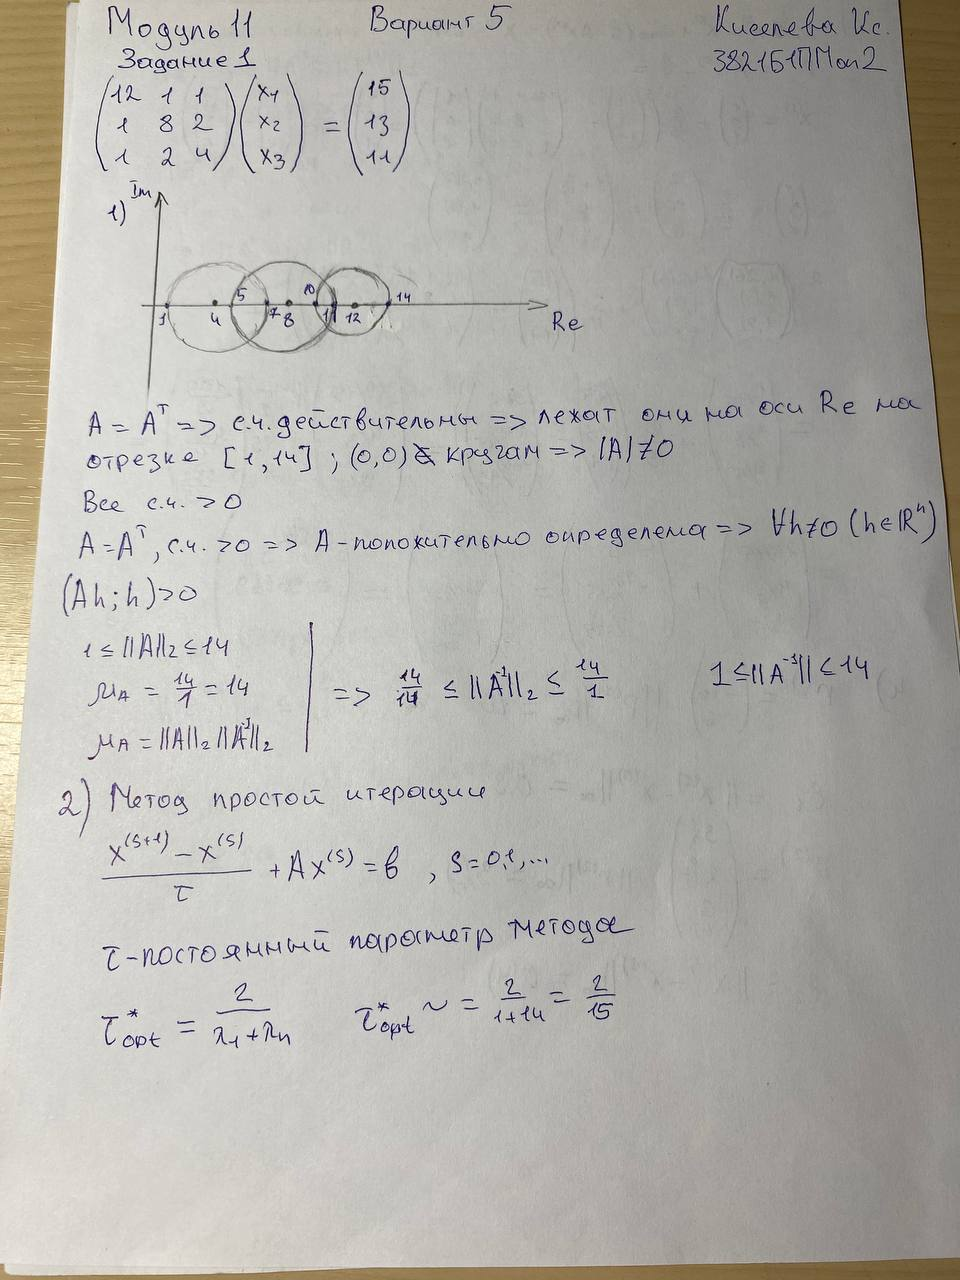 Модуль 11 Вариант 5 Киселева Кс.
Задание 1 3821Б1ПМоп2
(12 1 1) (x₁) (15)
(1 8 2) (x₂) = (13)
(1 2 4) (x₃) (11)
1) Im
1 4 5 7 8 10 11 12 14 Re
A = Aᵀ => с.ч. действительны => лежат они на оси Re на
отрезке [1,14] ; (0,0) ∉ кругам => |A| ≠ 0
Все с.ч. > 0
A = Aᵀ, с.ч. > 0 => A - положительно определена => ∀h≠0 (h∈ℝⁿ)
(Ah; h) > 0
1 ≤ ||A||₂ ≤ 14
μ_A = 14/1 = 14 => 14/14 ≤ ||A⁻¹||₂ ≤ 14/1 1 ≤ ||A⁻¹|| ≤ 14
μ_A = ||A||₂ ||A⁻¹||₂
2) Метод простой итерации
(x^(s+1) - x^(s))/τ + Ax^(s) = b , s = 0,1,...
τ - постоянный параметр метода
τ*opt = 2/(λ₁+λn) τ*opt ~ = 2/(1+14) = 2/15